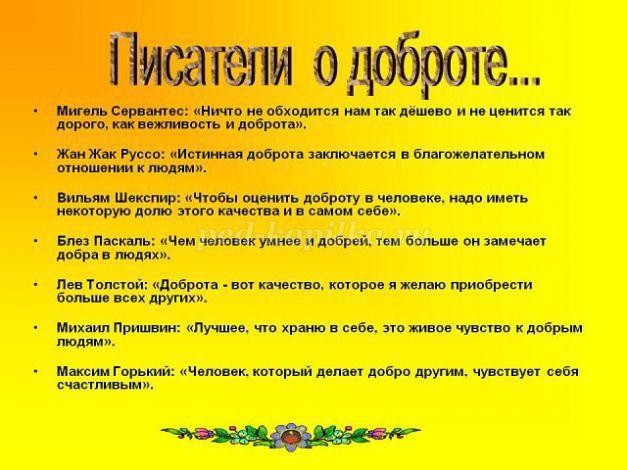 Писатели о доброте...
• Мигель Сервантес: «Ничто не обходится нам так дёшево и не ценится так
дорого, как вежливость и доброта».
• Жан Жак Руссо: «Истинная доброта заключается в благожелательном
отношении к людям».
• Вильям Шекспир: «Чтобы оценить доброту в человеке, надо иметь
некоторую долю этого качества и в самом себе».
• Блез Паскаль: «Чем человек умнее и добрей, тем больше он замечает
добра в людях».
ped-kopilka.ru
• Лев Толстой: «Доброта - вот качество, которое я желаю приобрести
больше всех других».
• Михаил Пришвин: «Лучшее, что храню в себе, это живое чувство к добрым
людям».
• Максим Горький: «Человек, который делает добро другим, чувствует себя
счастливым».